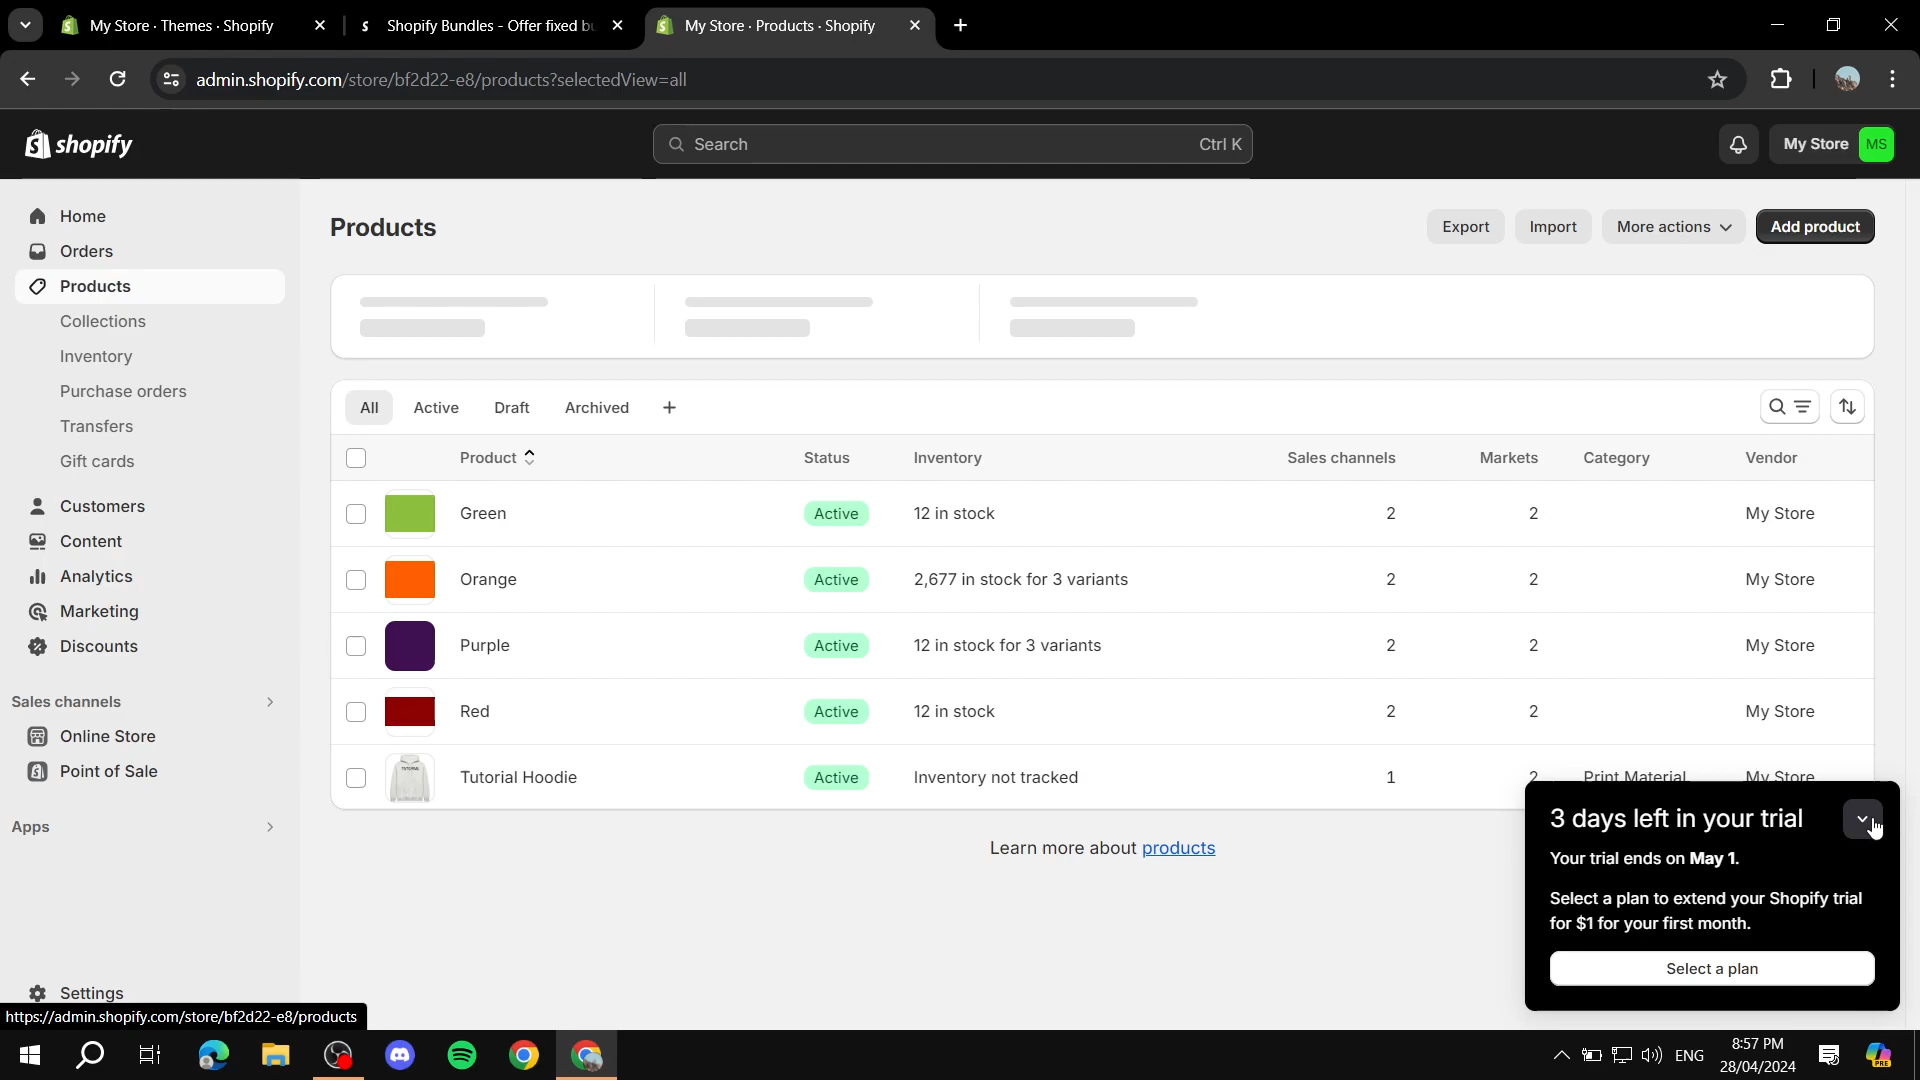 My Store · Themes · Shopify
Shopify Bundles - Offer fixed bu
My Store · Products · Shopify
admin.shopify.com/store/bf2d22-e8/products?selectedView=all
shopify
Search
Ctrl K
My Store
MS
Home
Orders
Products
Collections
Inventory
Purchase orders
Transfers
Gift cards
Customers
Content
Analytics
Marketing
Discounts
Sales channels
Online Store
Point of Sale
Apps
Settings
https://admin.shopify.com/store/bf2d22-e8/products
Products
Export
Import
More actions
Add product
All
Active
Draft
Archived
Product
Status
Inventory
Sales channels
Markets
Category
Vendor
Green
Active
12 in stock
2
2
My Store
Orange
Active
2,677 in stock for 3 variants
2
2
My Store
Purple
Active
12 in stock for 3 variants
2
2
My Store
Red
Active
12 in stock
2
2
My Store
TUTORIAL
Tutorial Hoodie
Active
Inventory not tracked
1
2
Print Material
My Store
Learn more about products
3 days left in your trial
Your trial ends on May 1.
Select a plan to extend your Shopify trial
for $1 for your first month.
Select a plan
ENG
8:57 PM
28/04/2024
PRE